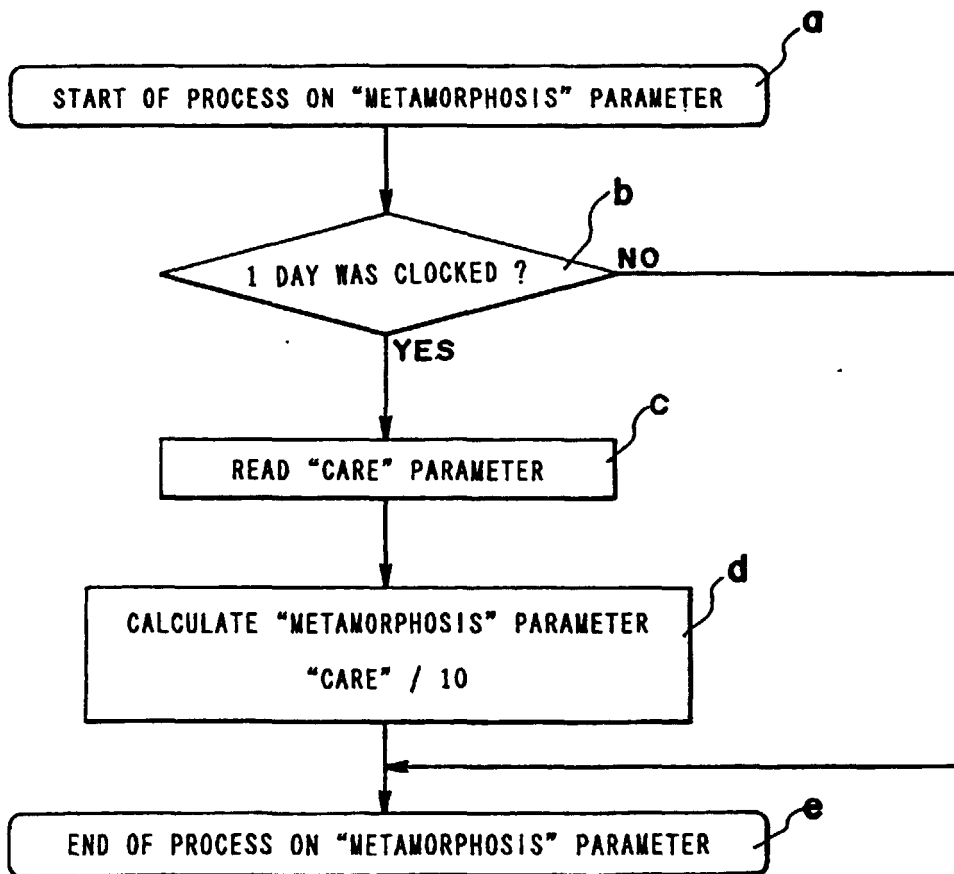 a
START OF PROCESS ON “METAMORPHOSIS” PARAMETER
b
1 DAY WAS CLOCKED ?
NO
YES
c
READ “CARE” PARAMETER
d
CALCULATE “METAMORPHOSIS” PARAMETER
“CARE” / 10
e
END OF PROCESS ON “METAMORPHOSIS” PARAMETER